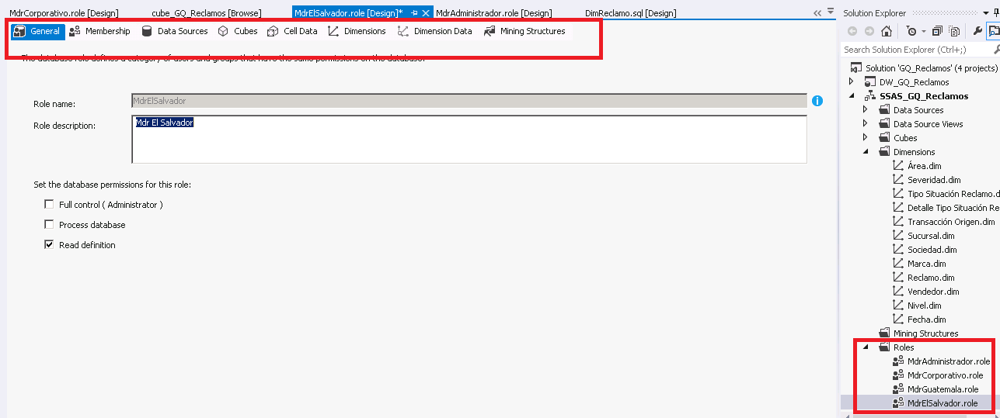 MdrCorporativo.role [Design] cube_GQ_Reclamos [Browse] MdrElSalvador.role [Design]* MdrAdministrador.role [Design] DimReclamo.sql [Design]
General Membership Data Sources Cubes Cell Data Dimensions Dimension Data Mining Structures
The database role defines a category of users and groups that have the same permissions on the database.
Role name: MdrElSalvador
Role description: Mdr El Salvador
Set the database permissions for this role:
Full control ( Administrator )
Process database
Read definition
Solution Explorer
Search Solution Explorer (Ctrl+;)
Solution 'GQ_Reclamos' (4 projects)
DW_GQ_Reclamos
SSAS_GQ_Reclamos
Data Sources
Data Source Views
Cubes
Dimensions
Área.dim
Severidad.dim
Tipo Situación Reclamo.d
Detalle Tipo Situación Re
Transacción Origen.dim
Sucursal.dim
Sociedad.dim
Marca.dim
Reclamo.dim
Vendedor.dim
Nivel.dim
Fecha.dim
Mining Structures
Roles
MdrAdministrador.role
MdrCorporativo.role
MdrGuatemala.role
MdrElSalvador.role